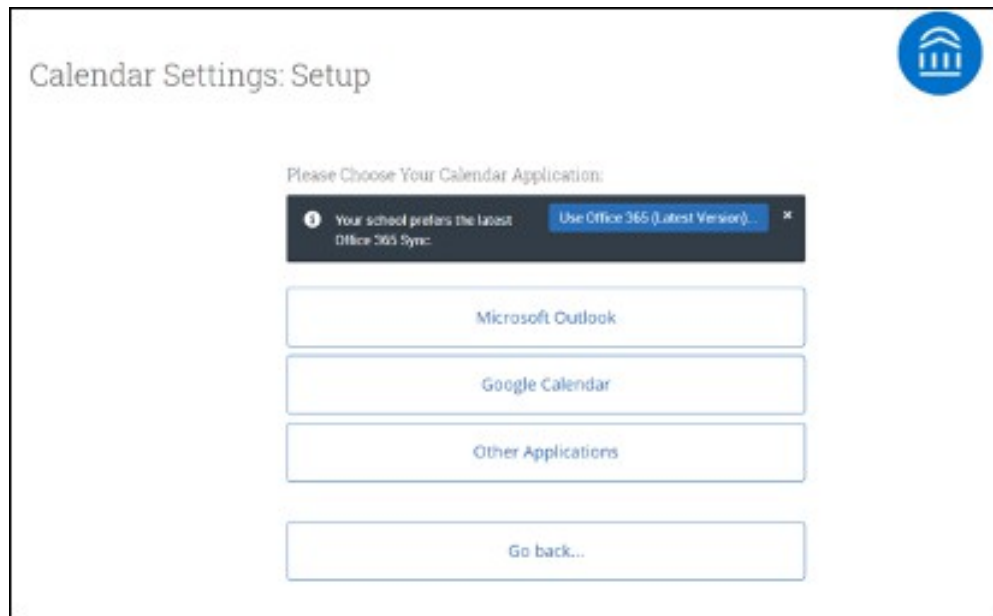 Calendar Settings: Setup
Please Choose Your Calendar Application:
Your school prefers the latest
Office 365 Sync.
Use Office 365 (Latest Version)...
×
Microsoft Outlook
Google Calendar
Other Applications
Go back...